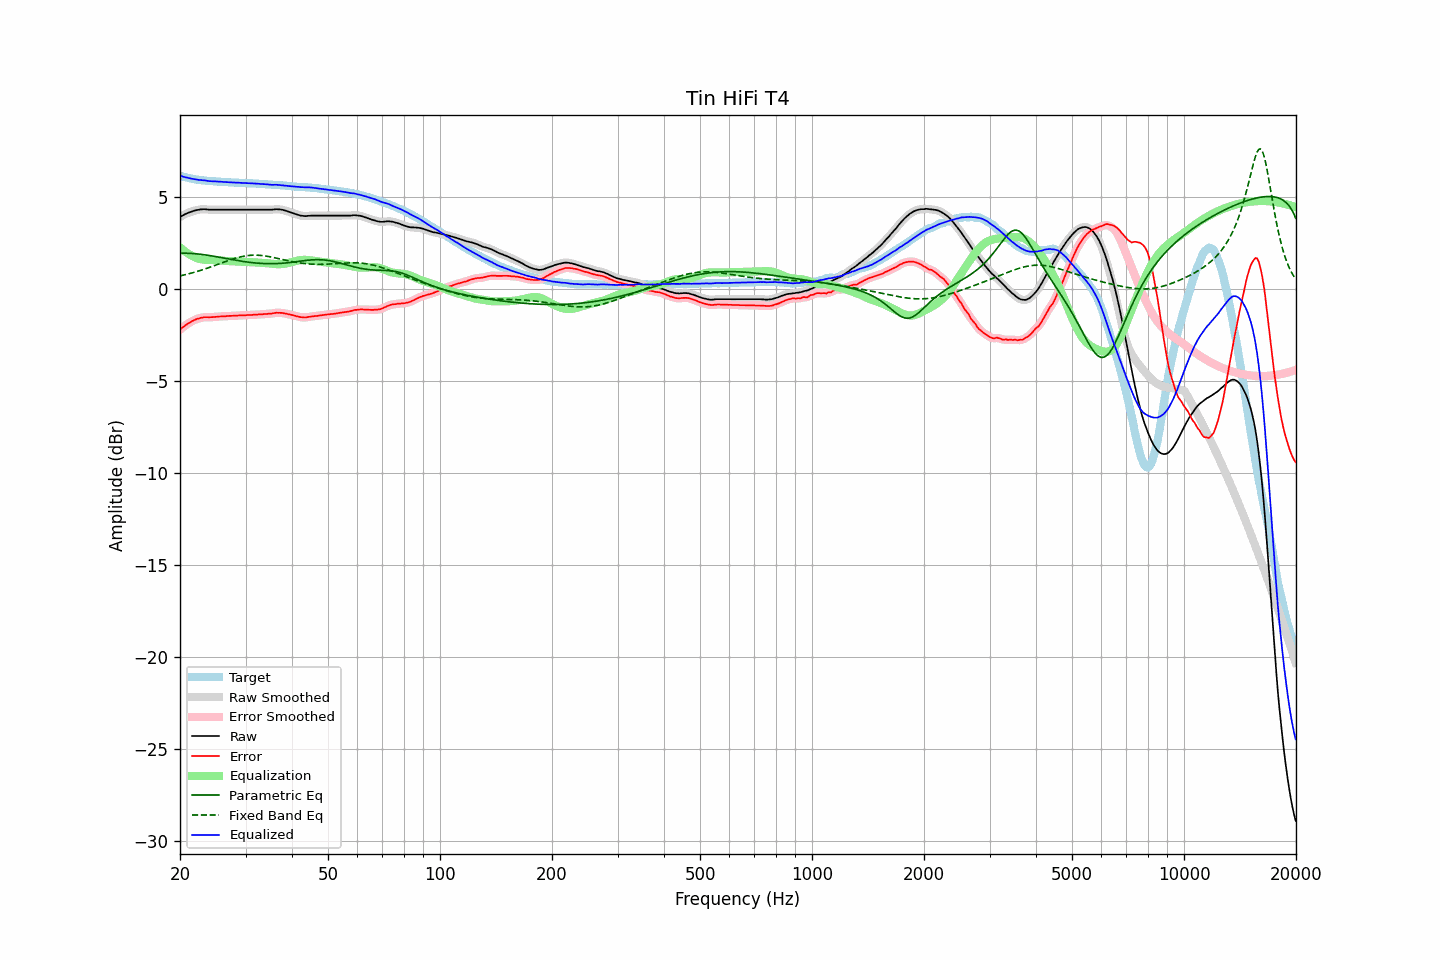 Tin HiFi T4
Amplitude (dBr)
5
0
−5
−10
−15
−20
−25
−30
Target
Raw Smoothed
Error Smoothed
Raw
Error
Equalization
Parametric Eq
Fixed Band Eq
Equalized
20 50 100 200 500 1000 2000 5000 10000 20000
Frequency (Hz)